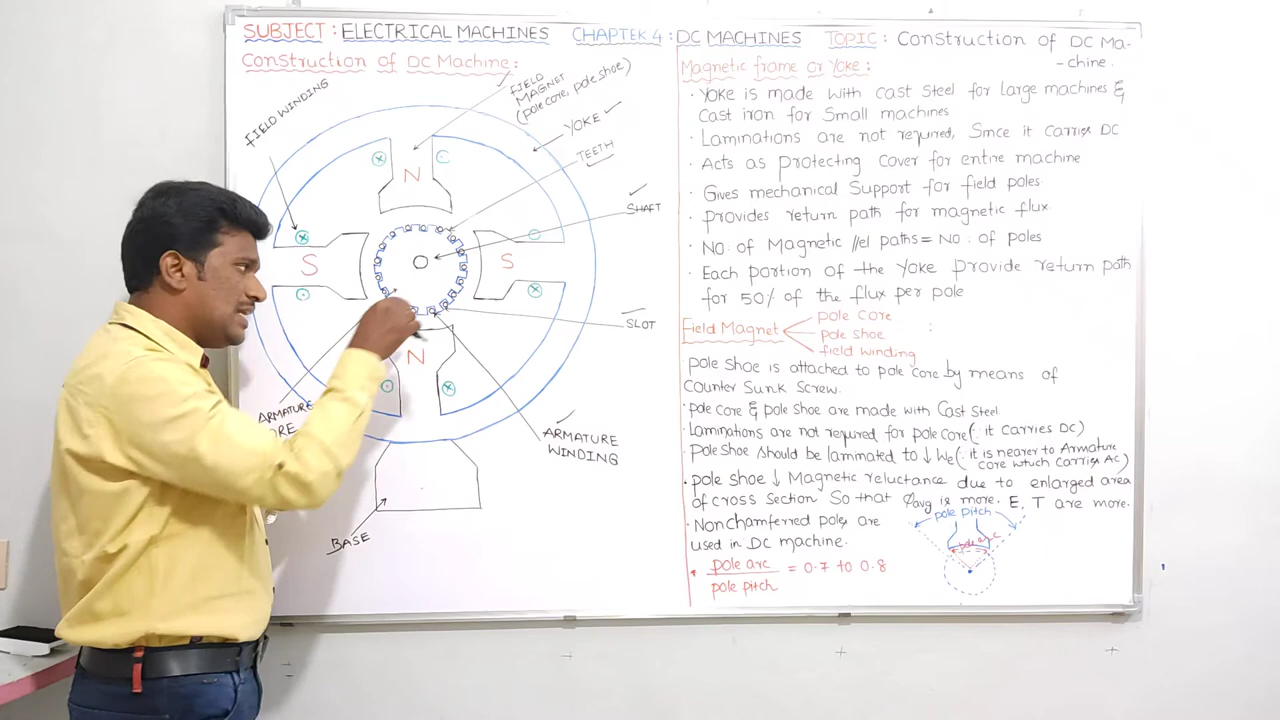 SUBJECT : ELECTRICAL MACHINES CHAPTER 4 : DC MACHINES TOPIC : Construction of DC Ma-
-chine.
Construction of DC Machine :
FIELD WINDING
FIELD
MAGNET
(pole core, pole shoe)
YOKE
TEETH
SHAFT
SLOT
ARMATURE
WINDING
ARMATURE
BASE
N
S
S
N
Magnetic frame or Yoke :
· Yoke is made with cast Steel for large machines &
Cast iron for Small machines
· Laminations are not required, Since it Carries DC
· Acts as protecting Cover for entire machine
· Gives mechanical Support for field poles
· provides return path for magnetic flux
· No: of Magnetic //el paths = No: of poles
· Each portion of the Yoke provide return path
for 50% of the flux per pole
Field Magnet
pole core
pole shoe
field winding
· pole Shoe is attached to pole core by means of
Counter Sunk Screw.
· pole Core & pole shoe are made with Cast Steel.
· Laminations are not required for pole core (∵ it Carries DC)
· pole Shoe Should be laminated to ↓ We (∵ it is nearer to Armature
core which Carries AC)
· pole shoe ↓ Magnetic reluctance due to enlarged area
of cross Section So that φavg is more. E, T are more.
· Non chamferred poles are
used in DC machine.
· pole arc
pole pitch
= 0.7 to 0.8
pole pitch
pole arc